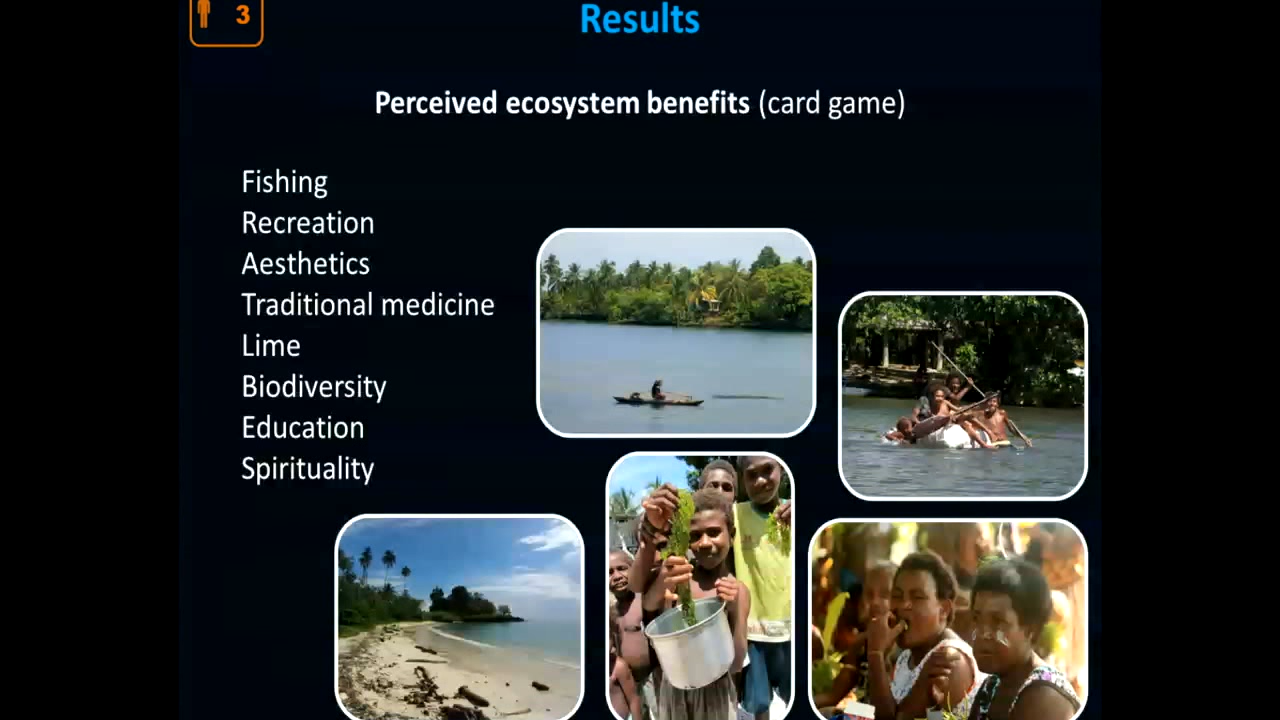 3
Results
Perceived ecosystem benefits (card game)
Fishing
Recreation
Aesthetics
Traditional medicine
Lime
Biodiversity
Education
Spirituality